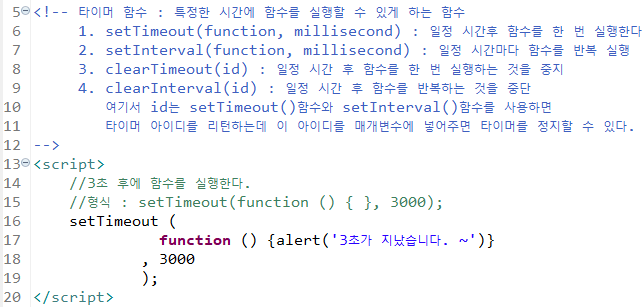 5 <!-- 타이머 함수 : 특정한 시간에 함수를 실행할 수 있게 하는 함수
6 1. setTimeout(function, millisecond) : 일정 시간후 함수를 한 번 실행한다
7 2. setInterval(function, millisecond) : 일정 시간마다 함수를 반복 실행
8 3. clearTimeout(id) : 일정 시간 후 함수를 한 번 실행하는 것을 중지
9 4. clearInterval(id) : 일정 시간 후 함수를 반복하는 것을 중단
10 여기서 id는 setTimeout()함수와 setInterval()함수를 사용하면
11 타이머 아이디를 리턴하는데 이 아이디를 매개변수에 넣어주면 타이머를 정지할 수 있다.
12 -->
13 <script>
14 //3초 후에 함수를 실행한다.
15 //형식 : setTimeout(function () { }, 3000);
16 setTimeout (
17 function () {alert('3초가 지났습니다. ~')}
18 , 3000
19 );
20 </script>